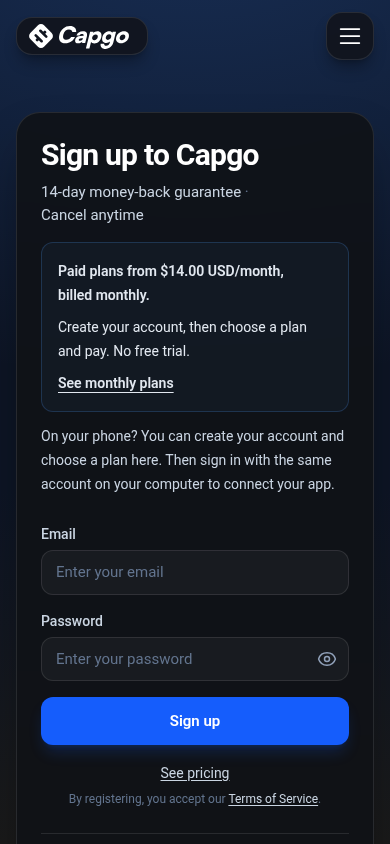 Capgo
Sign up to Capgo
14-day money-back guarantee ·
Cancel anytime
Paid plans from $14.00 USD/month,
billed monthly.
Create your account, then choose a plan
and pay. No free trial.
See monthly plans
On your phone? You can create your account and
choose a plan here. Then sign in with the same
account on your computer to connect your app.
Email
Enter your email
Password
Enter your password
Sign up
See pricing
By registering, you accept our Terms of Service.